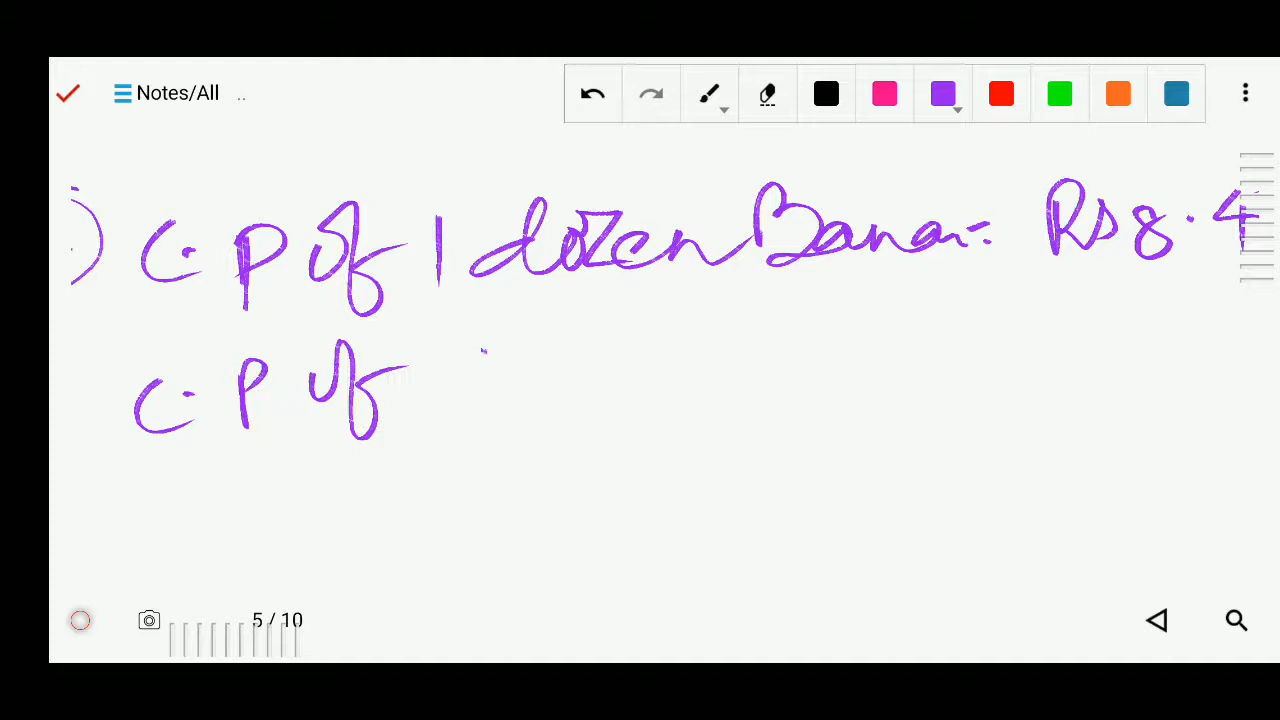 Notes/All ..
) C.P of 1 dozen Banana = Rs 8.4
C.P of
5 / 10